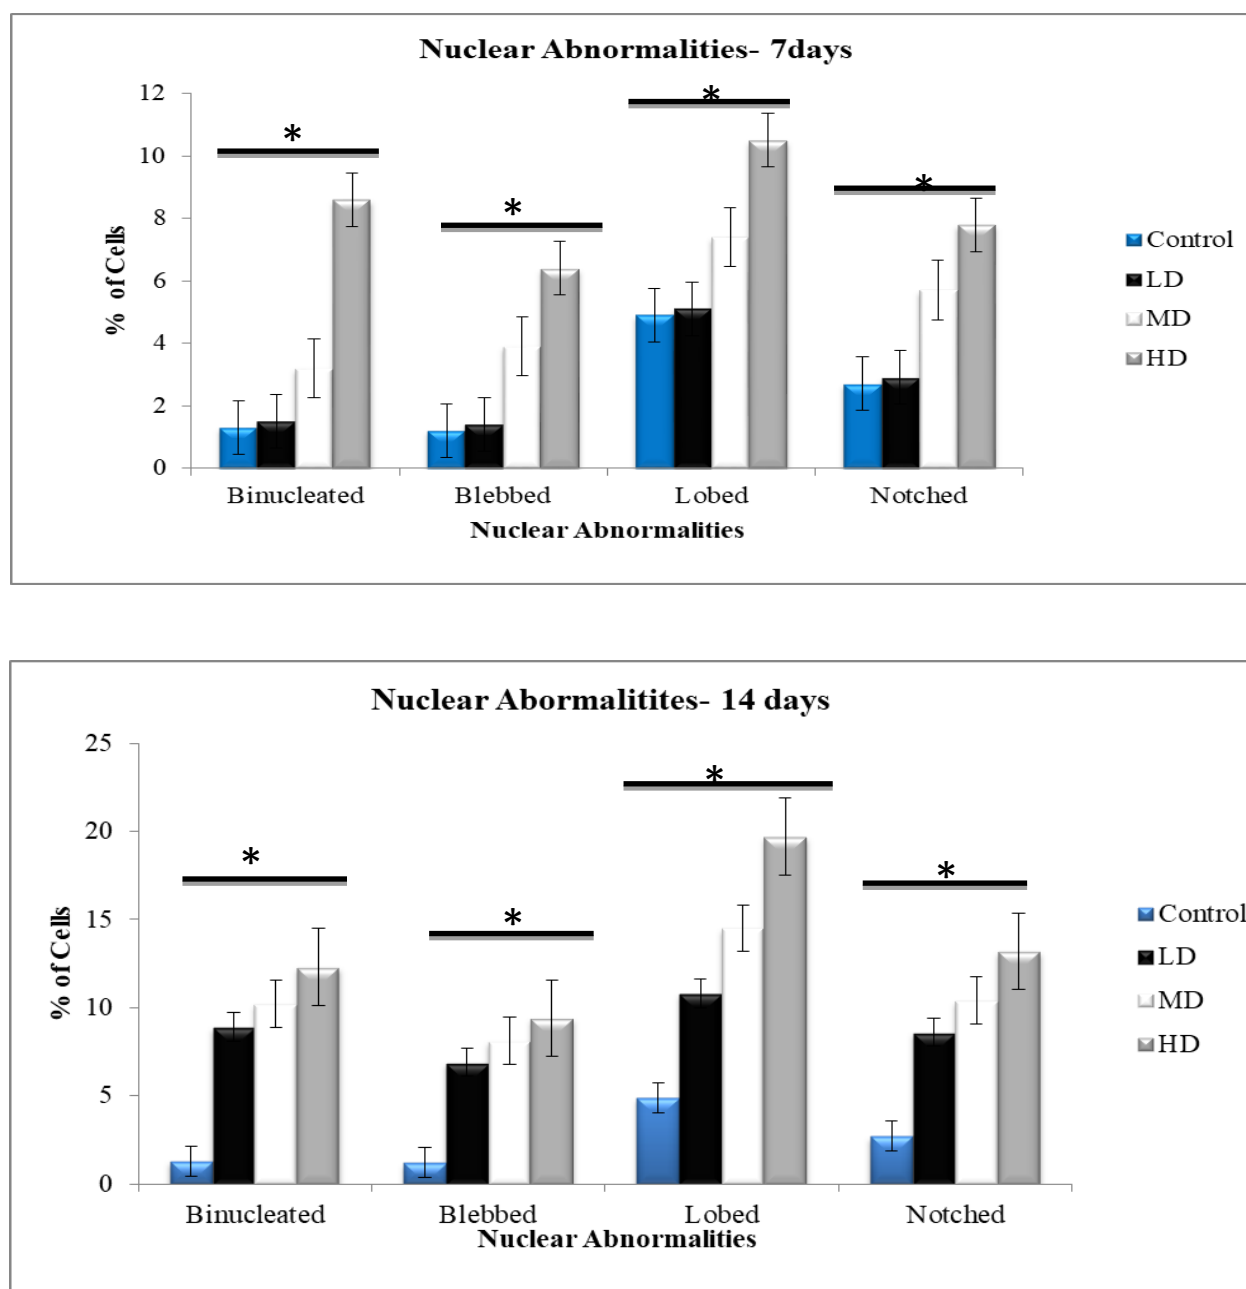 Nuclear Abnormalities- 7days
12
10
8
6
4
2
0
% of Cells
*
*
*
*
Binucleated Blebbed Lobed Notched
Nuclear Abnormalities
Control
LD
MD
HD
Nuclear Abormalitites- 14 days
25
20
15
10
5
0
% of Cells
*
*
*
*
Binucleated Blebbed Lobed Notched
Nuclear Abnormalities
Control
LD
MD
HD